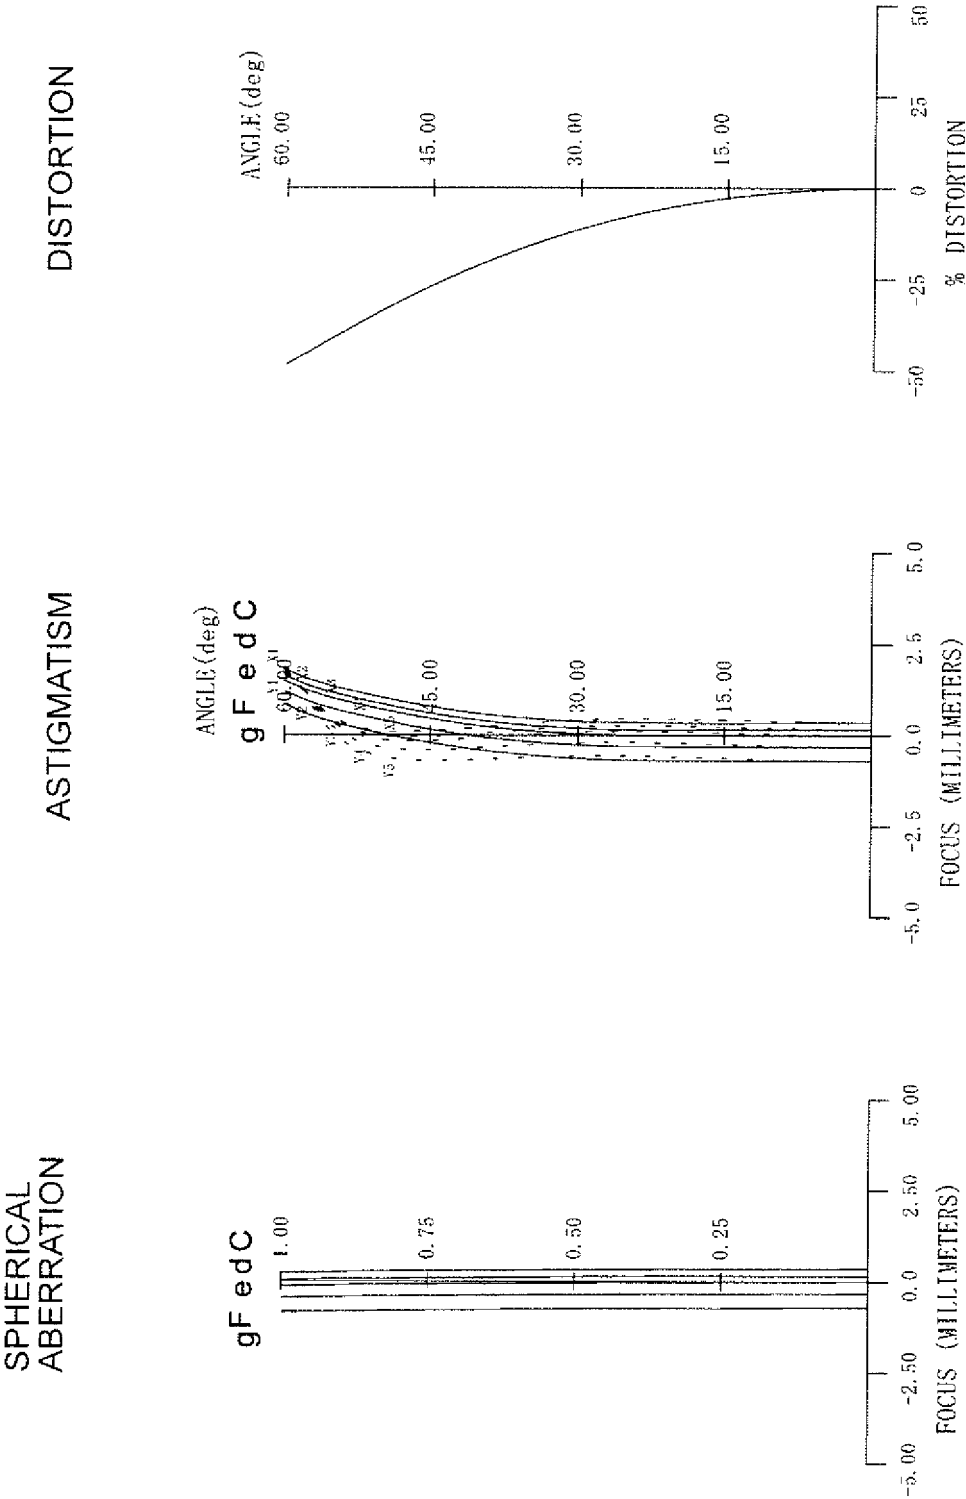 SPHERICAL
ABERRATION
g F e d C
1.00
0.75
0.50
0.25
-5.00 -2.50 0.0 2.50 5.00
FOCUS (MILLIMETERS)
ASTIGMATISM
ANGLE(deg)
g F e d C
60.00
45.00
30.00
15.00
-5.0 -2.5 0.0 2.5 5.0
FOCUS (MILLIMETERS)
DISTORTION
ANGLE(deg)
60.00
45.00
30.00
15.00
-50 -25 0 25 50
% DISTORTION